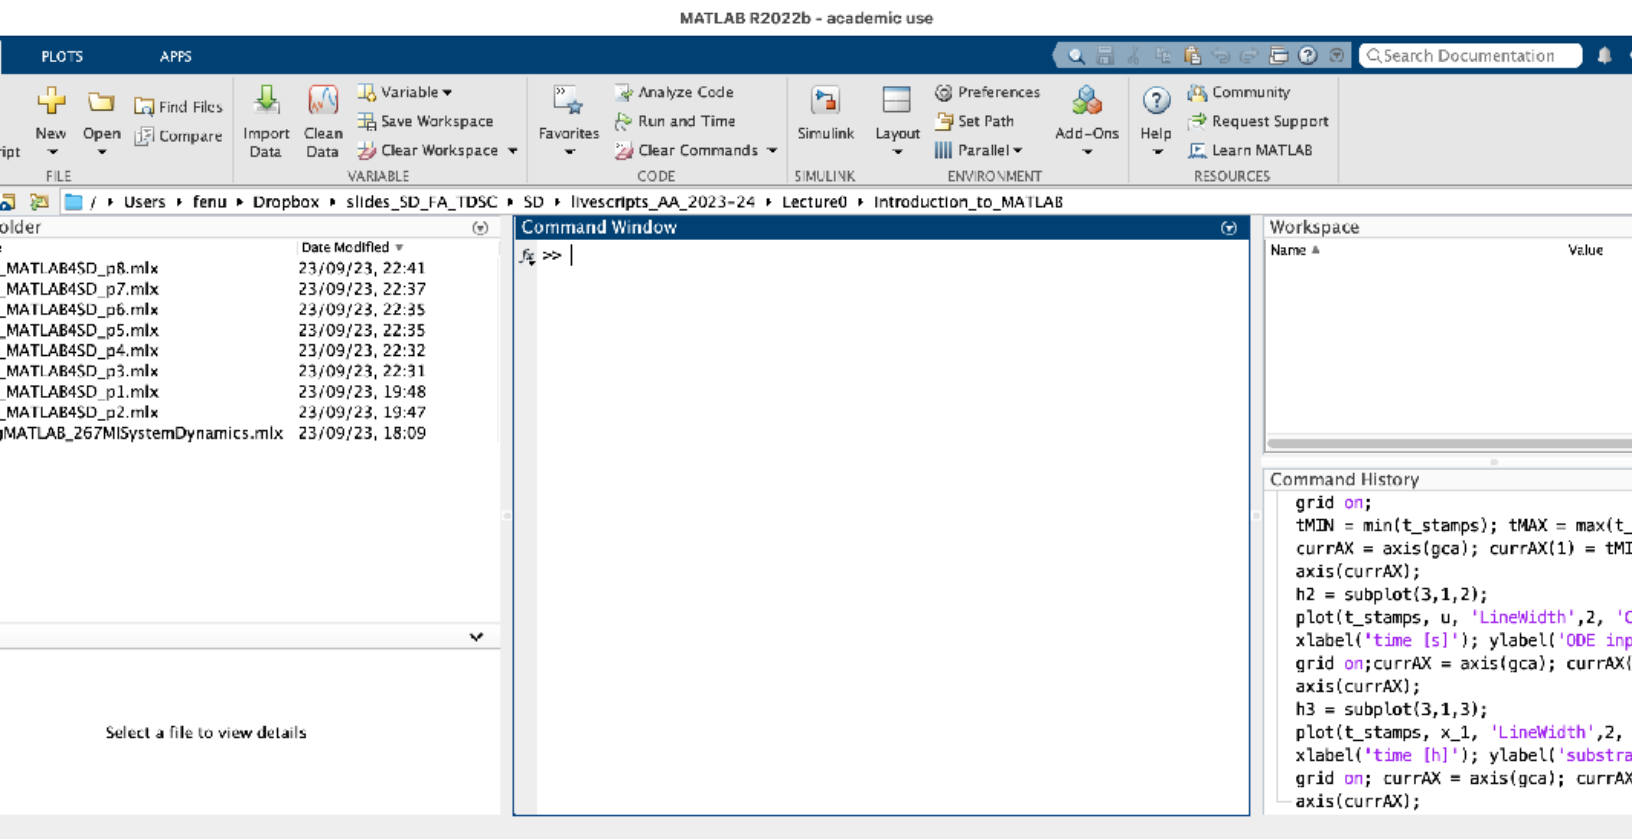 MATLAB R2022b - academic use
PLOTS
APPS
Search Documentation
New
Open
Find Files
Compare
FILE
Import Data
Clean Data
Variable
Save Workspace
Clear Workspace
VARIABLE
Favorites
Analyze Code
Run and Time
Clear Commands
CODE
Simulink
SIMULINK
Layout
Preferences
Set Path
Parallel
ENVIRONMENT
Add-Ons
Help
Community
Request Support
Learn MATLAB
RESOURCES
/ Users fenu Dropbox slides_SD_FA_TDSC SD livescripts_AA_2023-24 Lecture0 Introduction_to_MATLAB
older
Date Modified
_MATLAB4SD_p8.mlx 23/09/23, 22:41
_MATLAB4SD_p7.mlx 23/09/23, 22:37
_MATLAB4SD_p6.mlx 23/09/23, 22:35
_MATLAB4SD_p5.mlx 23/09/23, 22:35
_MATLAB4SD_p4.mlx 23/09/23, 22:32
_MATLAB4SD_p3.mlx 23/09/23, 22:31
_MATLAB4SD_p1.mlx 23/09/23, 19:48
_MATLAB4SD_p2.mlx 23/09/23, 19:47
gMATLAB_267MISystemDynamics.mlx 23/09/23, 18:09
Select a file to view details
Command Window
fx >>
Workspace
Name Value
Command History
grid on;
tMIN = min(t_stamps); tMAX = max(t_
currAX = axis(gca); currAX(1) = tMI
axis(currAX);
h2 = subplot(3,1,2);
plot(t_stamps, u, 'LineWidth',2, 'C
xlabel('time [s]'); ylabel('ODE inp
grid on;currAX = axis(gca); currAX(
axis(currAX);
h3 = subplot(3,1,3);
plot(t_stamps, x_1, 'LineWidth',2,
xlabel('time [h]'); ylabel('substra
grid on; currAX = axis(gca); currAX
axis(currAX);